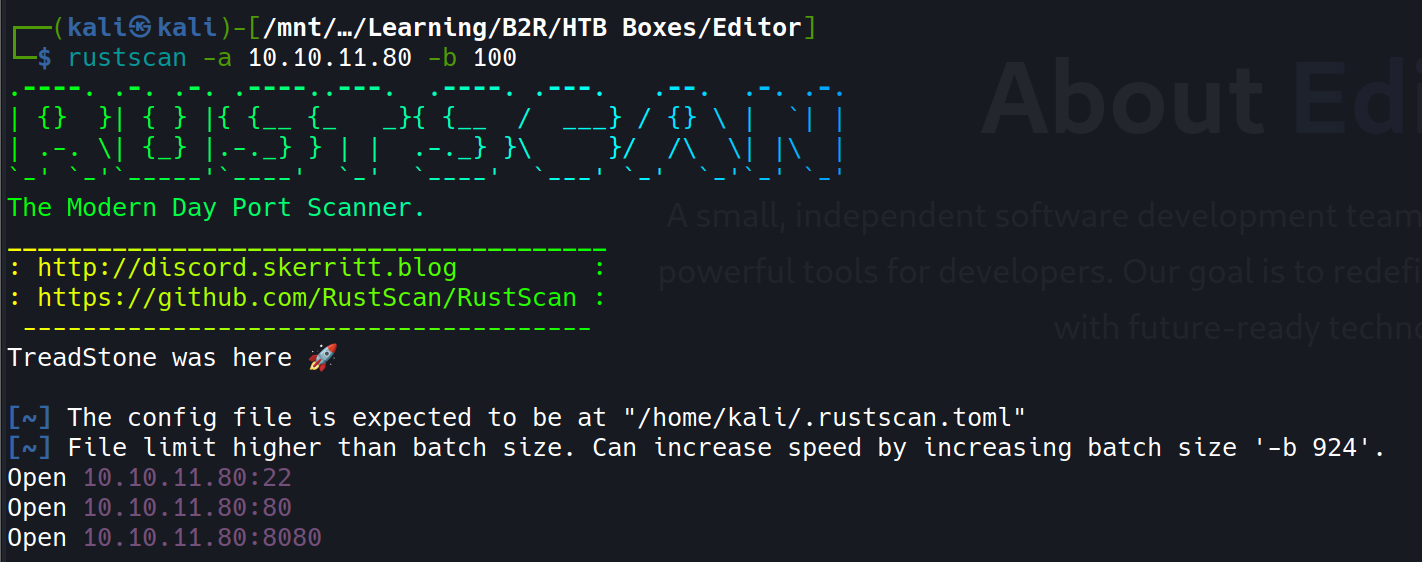 ┌──(kali㉿kali)-[/mnt/…/Learning/B2R/HTB Boxes/Editor]
└─$ rustscan -a 10.10.11.80 -b 100
.----. .-. .-. .----..---.  .----. .---.   .--.  .-. .-.
| {}  }| { } |{ {__ {_   _}{ {__  /  ___} / {} \ |  `| |
| .-. \| {_} |.-._} } | |  .-._} }\     }/  /\  \| |\  |
`-' `-'`-----'`----'  `-'  `----'  `---' `-'  `-'`-' `-'
The Modern Day Port Scanner.
________________________________________
: http://discord.skerritt.blog         :
: https://github.com/RustScan/RustScan :
 --------------------------------------
TreadStone was here 🚀
[~] The config file is expected to be at "/home/kali/.rustscan.toml"
[~] File limit higher than batch size. Can increase speed by increasing batch size '-b 924'.
Open 10.10.11.80:22
Open 10.10.11.80:80
Open 10.10.11.80:8080
About Edi
A small, independent software development team
powerful tools for developers. Our goal is to redefi
with future-ready techno